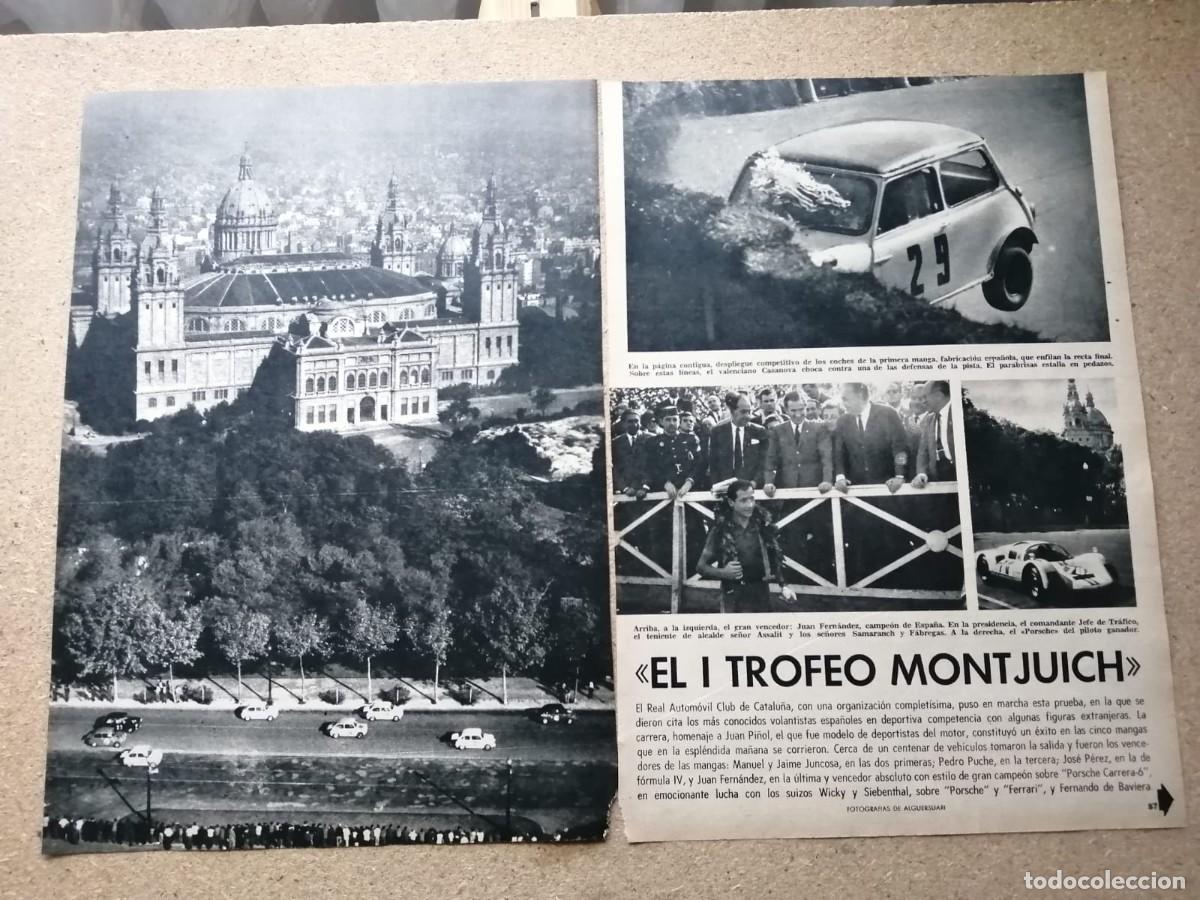 29
En la página contigua, despliegue competitivo de los coches de la primera manga, fabricación española, que enfilan la recta final.
Sobre estas líneas, el valenciano Casanova choca contra una de las defensas de la pista. El parabrisas estalla en pedazos.
Arriba, a la izquierda, el gran vencedor: Juan Fernández, campeón de España. En la presidencia, el comandante Jefe de Tráfico,
el teniente de alcalde señor Assalit y los señores Samaranch y Fábregas. A la derecha, el «Porsche» del piloto ganador.
«EL I TROFEO MONTJUICH»
El Real Automóvil Club de Cataluña, con una organización completísima, puso en marcha esta prueba, en la que se
dieron cita los más conocidos volantistas españoles en deportiva competencia con algunas figuras extranjeras. La
carrera, homenaje a Juan Piñol, el que fue modelo de deportistas del motor, constituyó un éxito en las cinco mangas
que en la espléndida mañana se corrieron. Cerca de un centenar de vehículos tomaron la salida y fueron los vence-
dores de las mangas: Manuel y Jaime Juncosa, en las dos primeras; Pedro Puche, en la tercera; José Pérez, en la de
fórmula IV, y Juan Fernández, en la última y vencedor absoluto con estilo de gran campeón sobre "Porsche Carrera-6",
en emocionante lucha con los suizos Wicky y Siebenthal, sobre "Porsche" y "Ferrari", y Fernando de Baviera
FOTOGRAFIAS DE ALGUERSUARI
57
todocoleccion